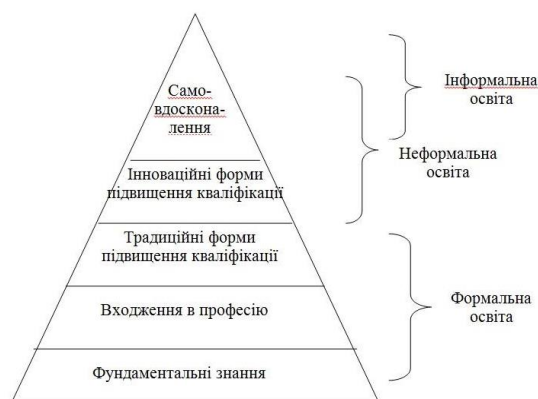 Само-
вдоскона-
лення
Інноваційні форми
підвищення кваліфікації
Традиційні форми
підвищення кваліфікації
Входження в професію
Фундаментальні знання
Інформальна
освіта
Неформальна
освіта
Формальна
освіта